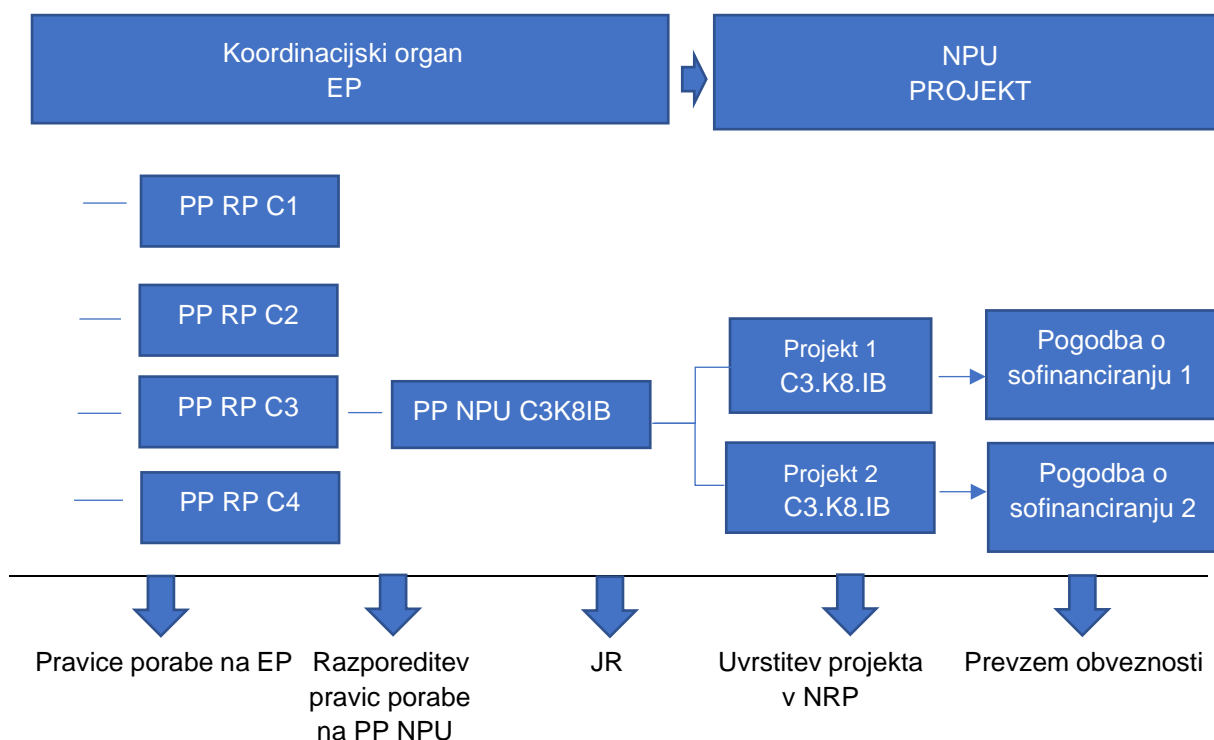 Koordinacijski organ
EP
NPU
PROJEKT
PP RP C1
PP RP C2
PP RP C3
PP RP C4
PP NPU C3K8IB
Projekt 1
C3.K8.IB
Pogodba o
sofinanciranju 1
Projekt 2
C3.K8.IB
Pogodba o
sofinanciranju 2
Pravice porabe na EP
Razporeditev
pravic porabe
na PP NPU
JR
Uvrstitev projekta
v NRP
Prevzem obveznosti